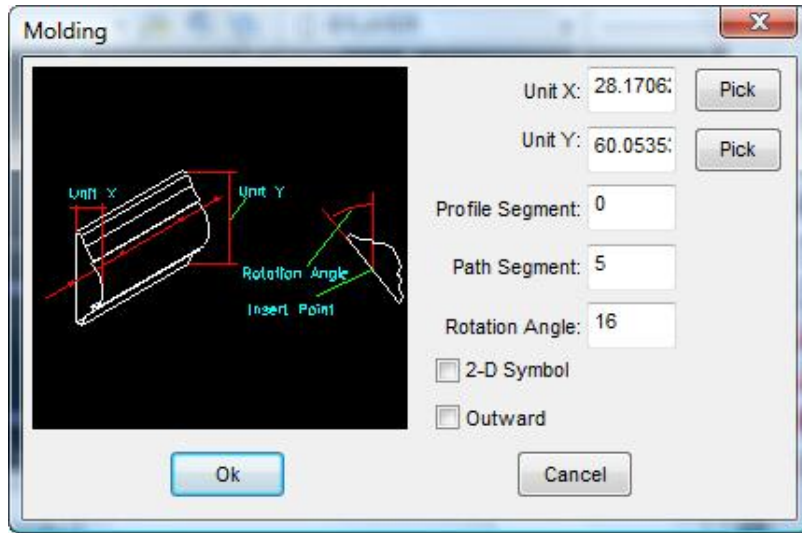 Molding
Unit X
Unit Y
Rotation Angle
Insert Point
Unit X: 28.1706 Pick
Unit Y: 60.0535 Pick
Profile Segment: 0
Path Segment: 5
Rotation Angle: 16
2-D Symbol
Outward
Ok Cancel